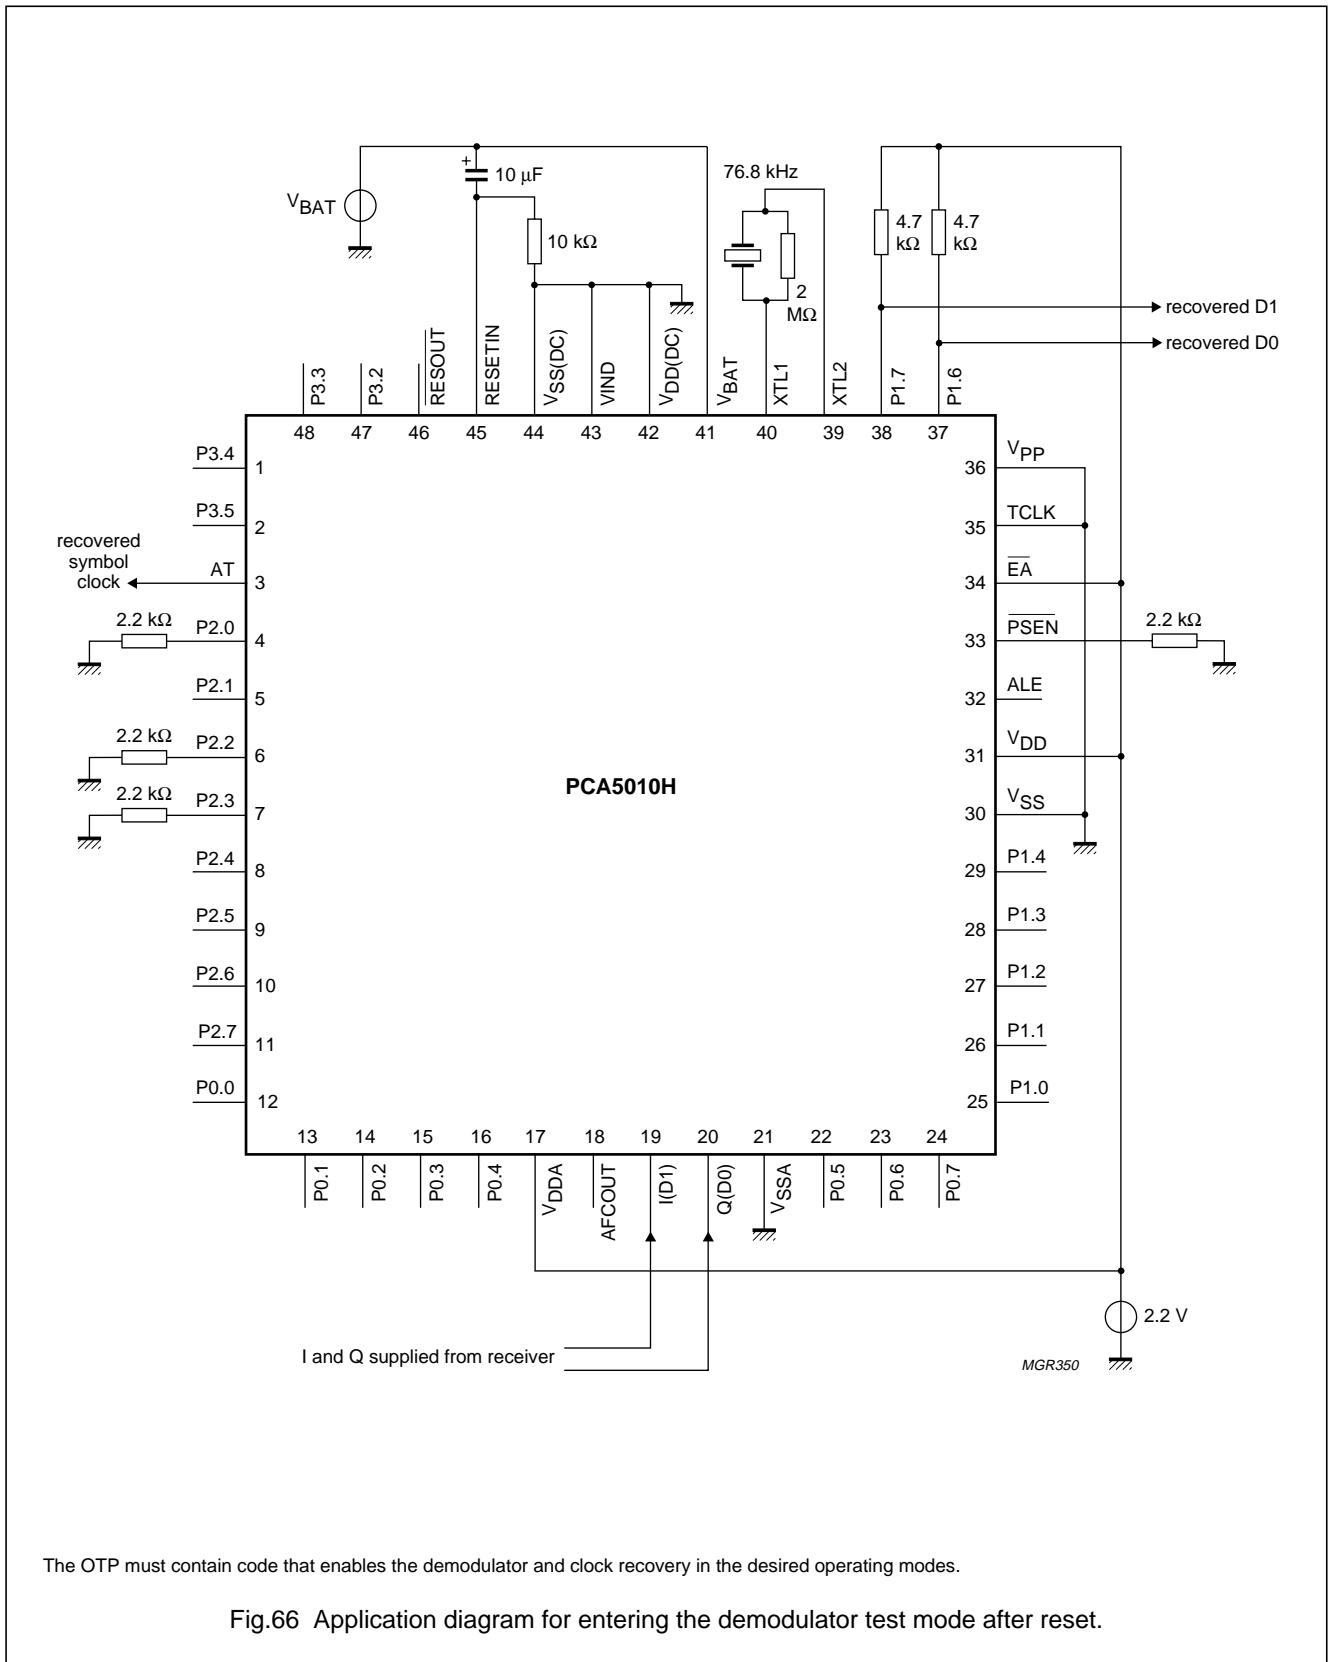 76.8 kHz
+
10 μF
VBAT
10 kΩ
4.7 kΩ
4.7 kΩ
2 MΩ
recovered D1
recovered D0
P3.3
P3.2
RESOUT
RESETIN
VSS(DC)
VIND
VDD(DC)
VBAT
XTL1
XTL2
P1.7
P1.6
48
47
46
45
44
43
42
41
40
39
38
37
P3.4
1
P3.5
2
recovered
symbol
clock
AT
3
2.2 kΩ
P2.0
4
P2.1
5
2.2 kΩ
P2.2
6
2.2 kΩ
P2.3
7
P2.4
8
P2.5
9
P2.6
10
P2.7
11
P0.0
12
PCA5010H
36
VPP
35
TCLK
34
EA
33
PSEN
2.2 kΩ
32
ALE
31
VDD
30
VSS
29
P1.4
28
P1.3
27
P1.2
26
P1.1
25
P1.0
13
14
15
16
17
18
19
20
21
22
23
24
P0.1
P0.2
P0.3
P0.4
VDDA
AFCOUT
I(D1)
Q(D0)
VSSA
P0.5
P0.6
P0.7
2.2 V
I and Q supplied from receiver
MGR350
The OTP must contain code that enables the demodulator and clock recovery in the desired operating modes.
Fig.66 Application diagram for entering the demodulator test mode after reset.